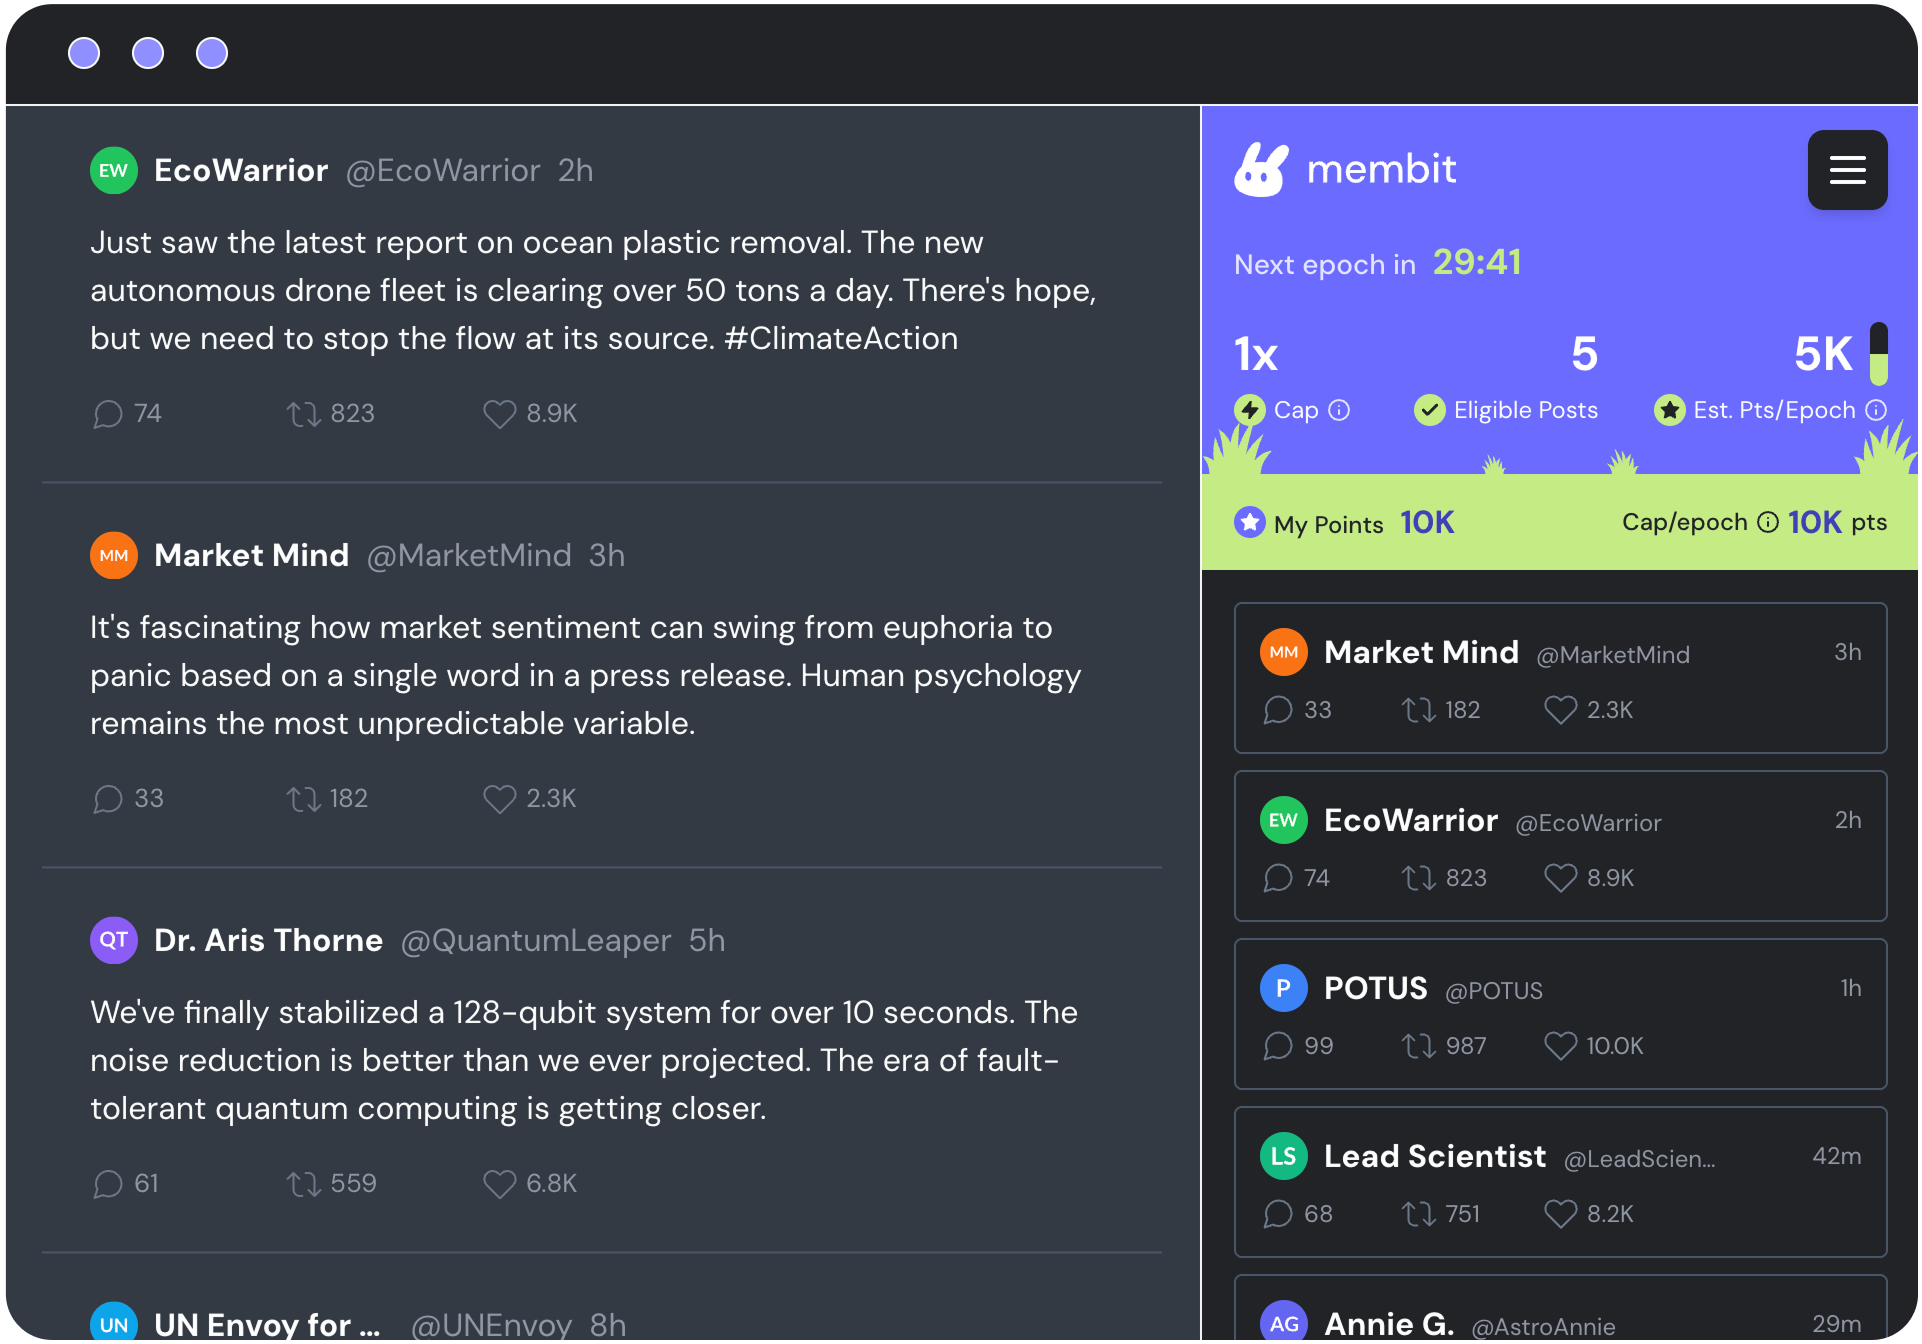 EW EcoWarrior @EcoWarrior 2h
Just saw the latest report on ocean plastic removal. The new
autonomous drone fleet is clearing over 50 tons a day. There's hope,
but we need to stop the flow at its source. #ClimateAction
74 823 8.9K
MM Market Mind @MarketMind 3h
It's fascinating how market sentiment can swing from euphoria to
panic based on a single word in a press release. Human psychology
remains the most unpredictable variable.
33 182 2.3K
QT Dr. Aris Thorne @QuantumLeaper 5h
We've finally stabilized a 128-qubit system for over 10 seconds. The
noise reduction is better than we ever projected. The era of fault-
tolerant quantum computing is getting closer.
61 559 6.8K
UN UN Envoy for ... @UNEnvoy 8h
membit
Next epoch in 29:41
1x 5 5K
Cap Eligible Posts Est. Pts/Epoch
My Points 10K Cap/epoch 10K pts
MM Market Mind @MarketMind 3h
33 182 2.3K
EW EcoWarrior @EcoWarrior 2h
74 823 8.9K
P POTUS @POTUS 1h
99 987 10.0K
LS Lead Scientist @LeadScien... 42m
68 751 8.2K
AG Annie G. @AstroAnnie 29m